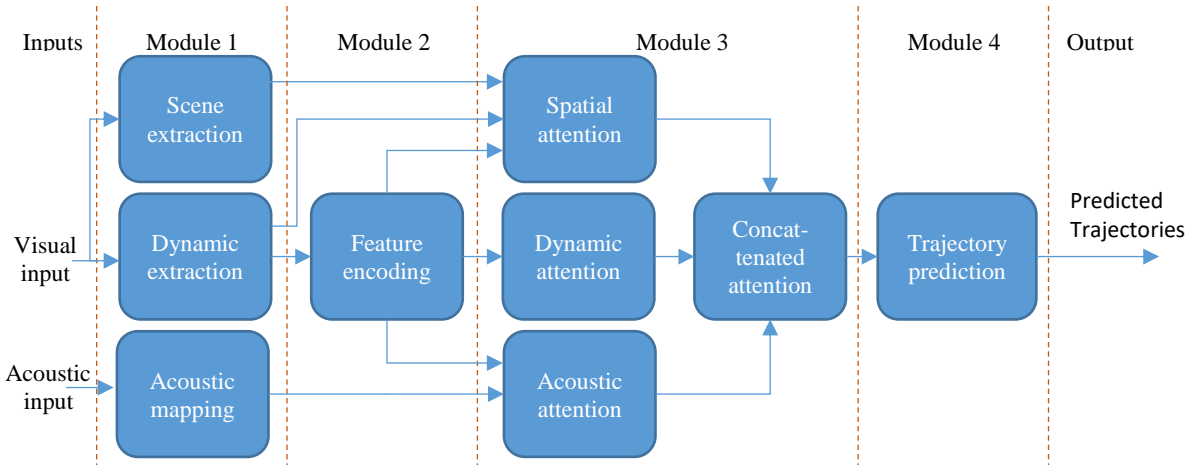 Inputs
Module 1
Module 2
Module 3
Module 4
Output
Scene
extraction
Spatial
attention
Visual
input
Dynamic
extraction
Feature
encoding
Dynamic
attention
Concat-
tenated
attention
Trajectory
prediction
Predicted
Trajectories
Acoustic
input
Acoustic
mapping
Acoustic
attention